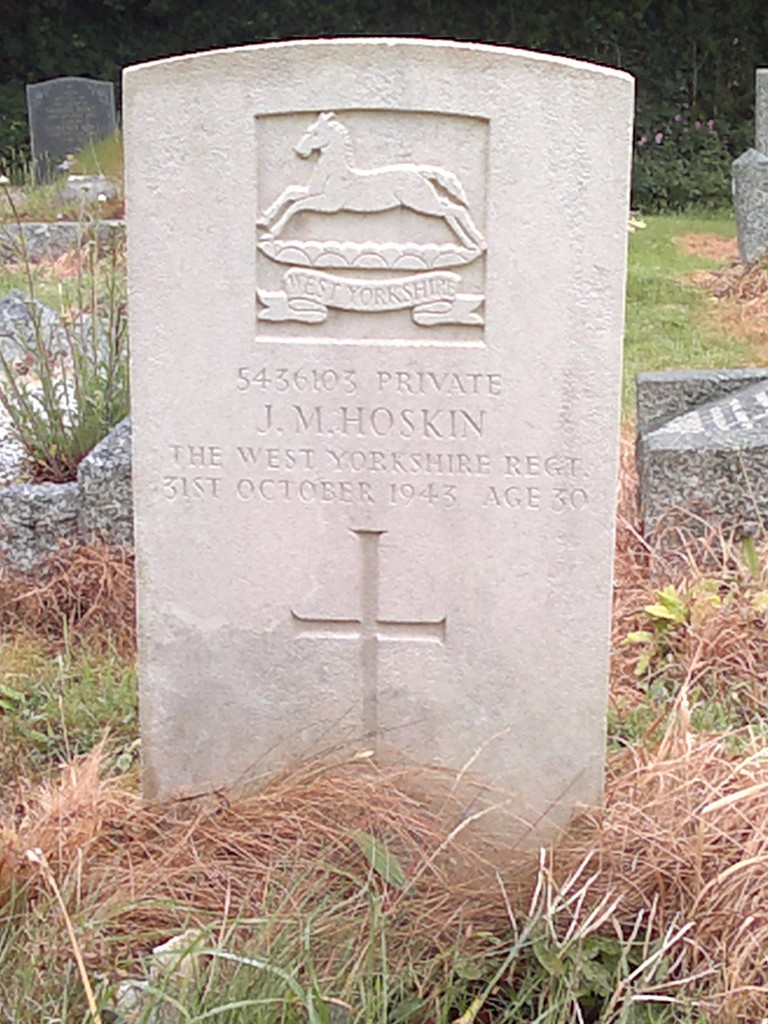 WEST YORKSHIRE
5436103 PRIVATE
J. M. HOSKIN
THE WEST YORKSHIRE REGT.
31ST OCTOBER 1943 AGE 30